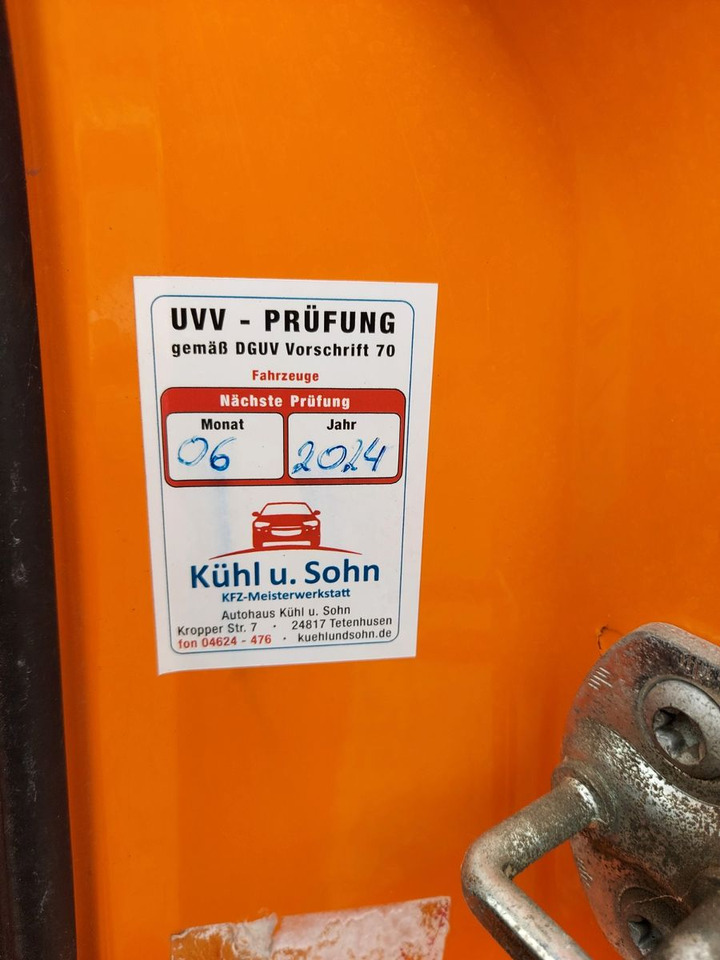 UVV - PRÜFUNG
gemäß DGUV Vorschrift 70
Fahrzeuge
Nächste Prüfung
Monat Jahr
06 2024
Kühl u. Sohn
KFZ-Meisterwerkstatt
Autohaus Kühl u. Sohn
Kropper Str. 7 · 24817 Tetenhusen
fon 04624 - 476 · kuehlundsohn.de